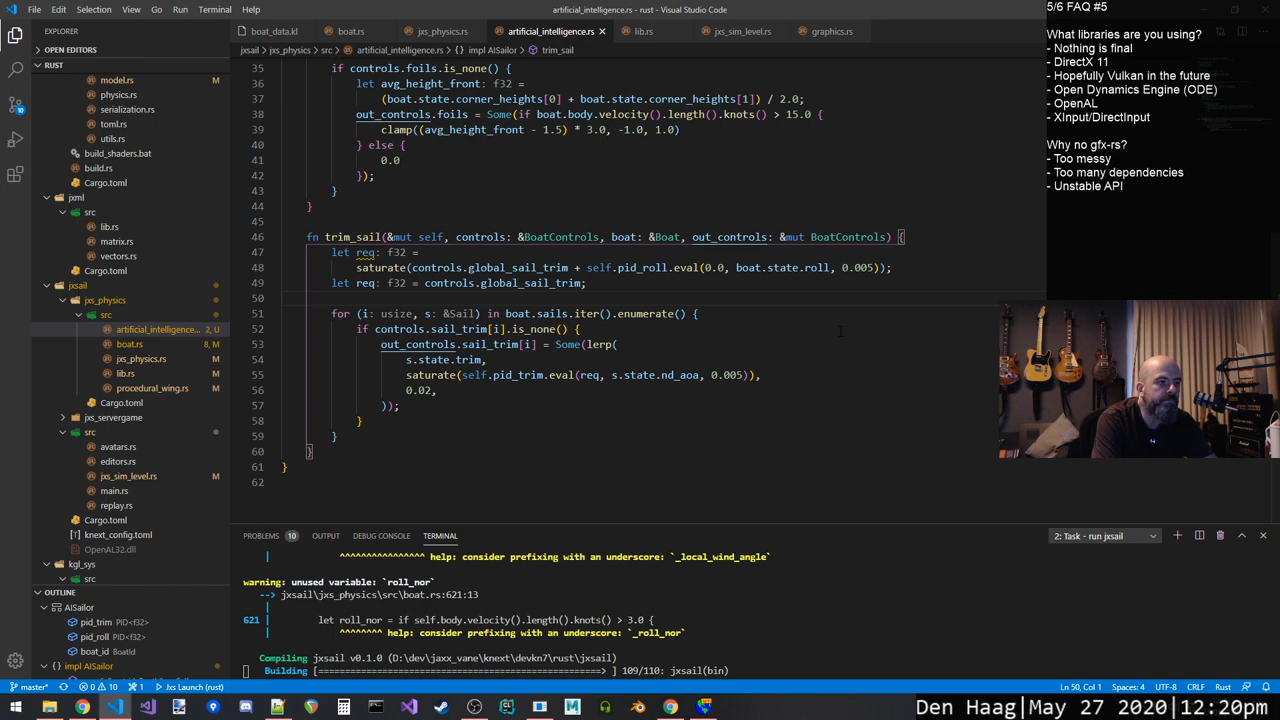 File Edit Selection View Go Run Terminal Help
artificial_intelligence.rs - rust - Visual Studio Code
EXPLORER
OPEN EDITORS
RUST
model.rs M
physics.rs
serialization.rs
toml.rs
utils.rs
build_shaders.bat
build.rs
Cargo.toml
jxml
src
lib.rs
matrix.rs
vectors.rs
Cargo.toml
jxsail
jxs_physics
src
artificial_intelligence... 2, U
boat.rs 8, M
jxs_physics.rs M
lib.rs M
procedural_wing.rs M
Cargo.toml
jxs_servergame
src
avatars.rs
editors.rs
jxs_sim_level.rs M
main.rs
replay.rs
Cargo.toml
knext_config.toml
OpenAL32.dll
kgl_sys
src
OUTLINE
AISailor
pid_trim PID<f32>
pid_roll PID<f32>
boat_id BoatId
impl AISailor
boat_data.kl boat.rs jxs_physics.rs artificial_intelligence.rs lib.rs jxs_sim_level.rs graphics.rs
jxsail > jxs_physics > src > artificial_intelligence.rs > {} impl AISailor > trim_sail
35 if controls.foils.is_none() {
36 let avg_height_front: f32 =
37 (boat.state.corner_heights[0] + boat.state.corner_heights[1]) / 2.0;
38 out_controls.foils = Some(if boat.body.velocity().length().knots() > 15.0 {
39 clamp((avg_height_front - 1.5) * 3.0, -1.0, 1.0)
40 } else {
41 0.0
42 });
43 }
44 }
45
46 fn trim_sail(&mut self, controls: &BoatControls, boat: &Boat, out_controls: &mut BoatControls) {
47 let req: f32 =
48 saturate(controls.global_sail_trim + self.pid_roll.eval(0.0, boat.state.roll, 0.005));
49 let req: f32 = controls.global_sail_trim;
50
51 for (i: usize, s: &Sail) in boat.sails.iter().enumerate() {
52 if controls.sail_trim[i].is_none() {
53 out_controls.sail_trim[i] = Some(lerp(
54 s.state.trim,
55 saturate(self.pid_trim.eval(req, s.state.nd_aoa, 0.005)),
56 0.02,
57 ));
58 }
59 }
60 }
61 }
62
PROBLEMS 10 OUTPUT DEBUG CONSOLE TERMINAL 2: Task - run jxsail
| ^^^^^^^^^^^^^^^^ help: consider prefixing with an underscore: `_local_wind_angle`
warning: unused variable: `roll_nor`
--> jxsail\jxs_physics\src\boat.rs:621:13
|
621 | let roll_nor = if self.body.velocity().length().knots() > 3.0 {
| ^^^^^^^^ help: consider prefixing with an underscore: `_roll_nor`
Compiling jxsail v0.1.0 (D:\dev\jaxx_vane\knext\devkn7\rust\jxsail)
Building [=====================================================> ] 109/110: jxsail(bin)
5/6 FAQ #5
What libraries are you using?
- Nothing is final
- DirectX 11
- Hopefully Vulkan in the future
- Open Dynamics Engine (ODE)
- OpenAL
- XInput/DirectInput
Why no gfx-rs?
- Too messy
- Too many dependencies
- Unstable API
master* 0 10 1 Jxs Launch (rust)
Ln 50, Col 1 Spaces: 4 UTF-8 CRLF Rust
Den Haag May 27 2020 12:20pm